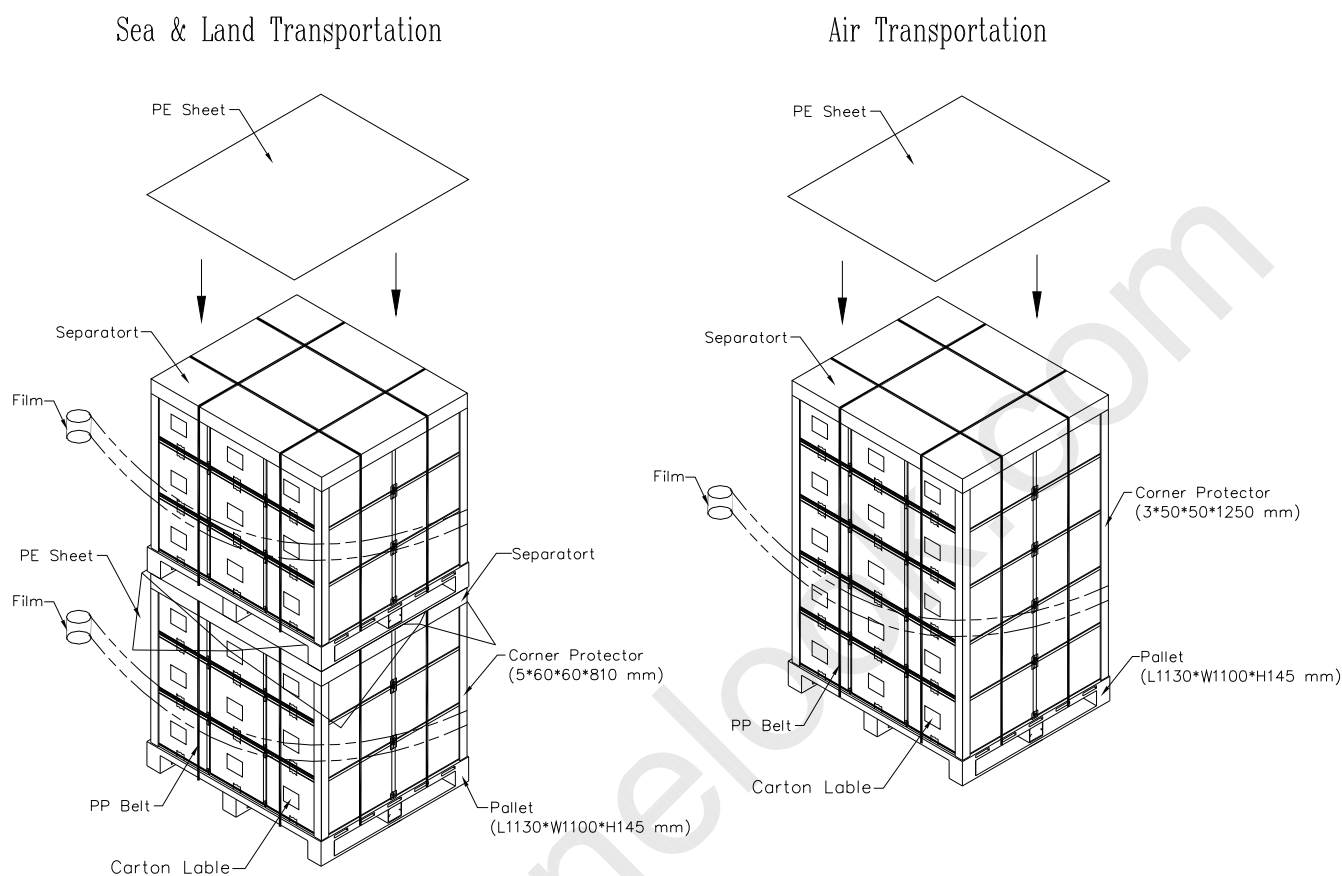 Sea & Land Transportation
PE Sheet
Separatort
Film
PE Sheet
Separatort
Film
Corner Protector
(5*60*60*810 mm)
PP Belt
Pallet
(L1130*W1100*H145 mm)
Carton Lable
Air Transportation
PE Sheet
Separatort
Film
Corner Protector
(3*50*50*1250 mm)
Pallet
(L1130*W1100*H145 mm)
PP Belt
Carton Lable
nelook.com